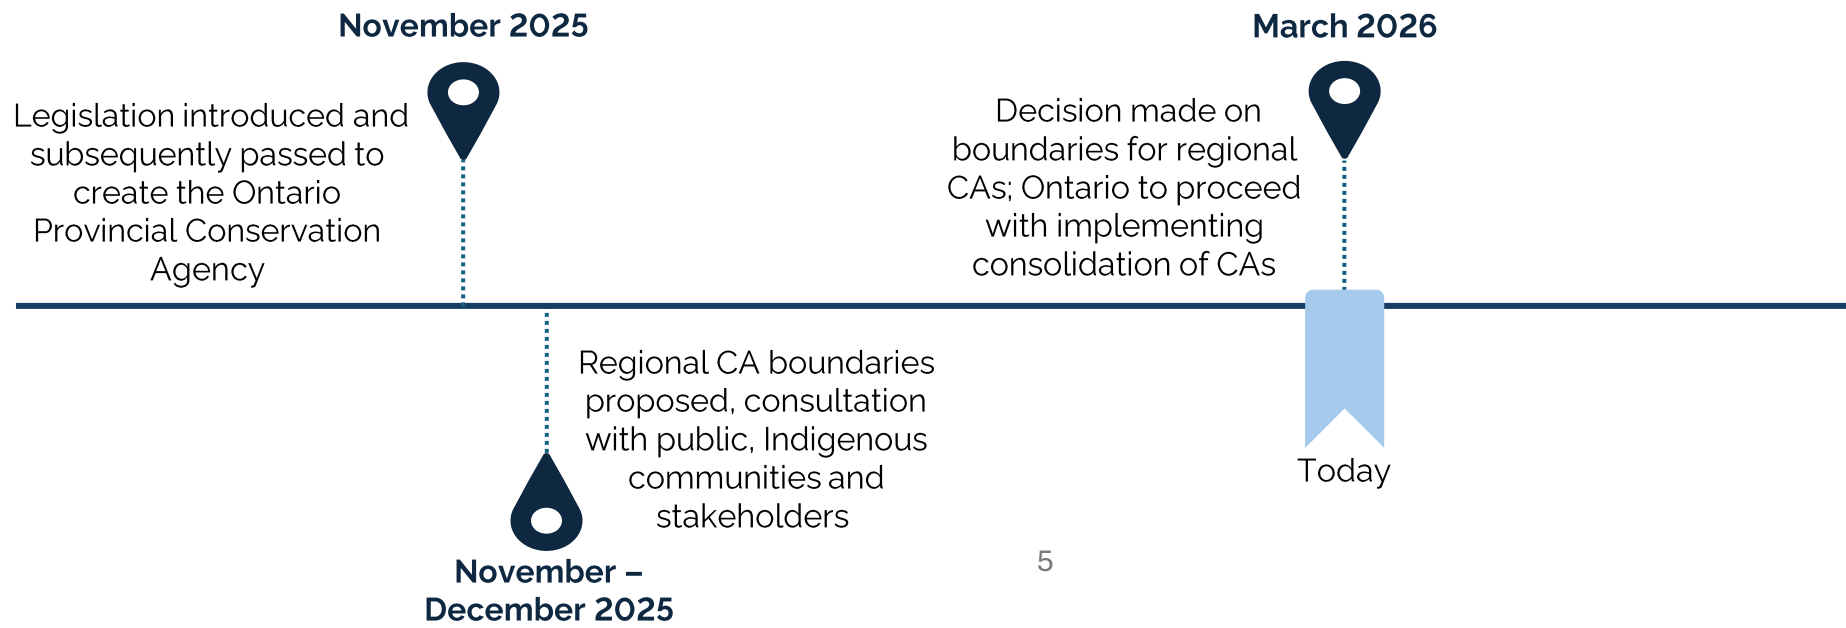 November 2025
Legislation introduced and
subsequently passed to
create the Ontario
Provincial Conservation
Agency
Regional CA boundaries
proposed, consultation
with public, Indigenous
communities and
stakeholders
November –
December 2025
March 2026
Decision made on
boundaries for regional
CAs; Ontario to proceed
with implementing
consolidation of CAs
Today
5